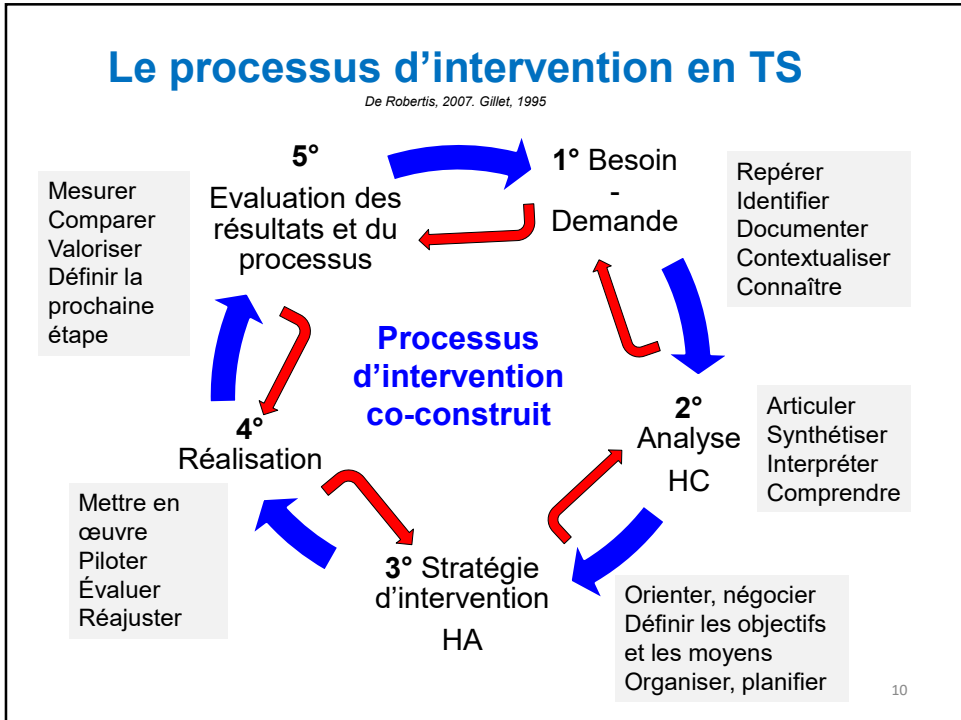 Le processus d’intervention en TS
De Robertis, 2007. Gillet, 1995
5°
Evaluation des
résultats et du
processus
Mesurer
Comparer
Valoriser
Définir la
prochaine
étape
1° Besoin
-
Demande
Repérer
Identifier
Documenter
Contextualiser
Connaître
Processus
d’intervention
co-construit
2°
Analyse
HC
Articuler
Synthétiser
Interpréter
Comprendre
4°
Réalisation
Mettre en
œuvre
Piloter
Évaluer
Réajuster
3° Stratégie
d’intervention
HA
Orienter, négocier
Définir les objectifs
et les moyens
Organiser, planifier
10